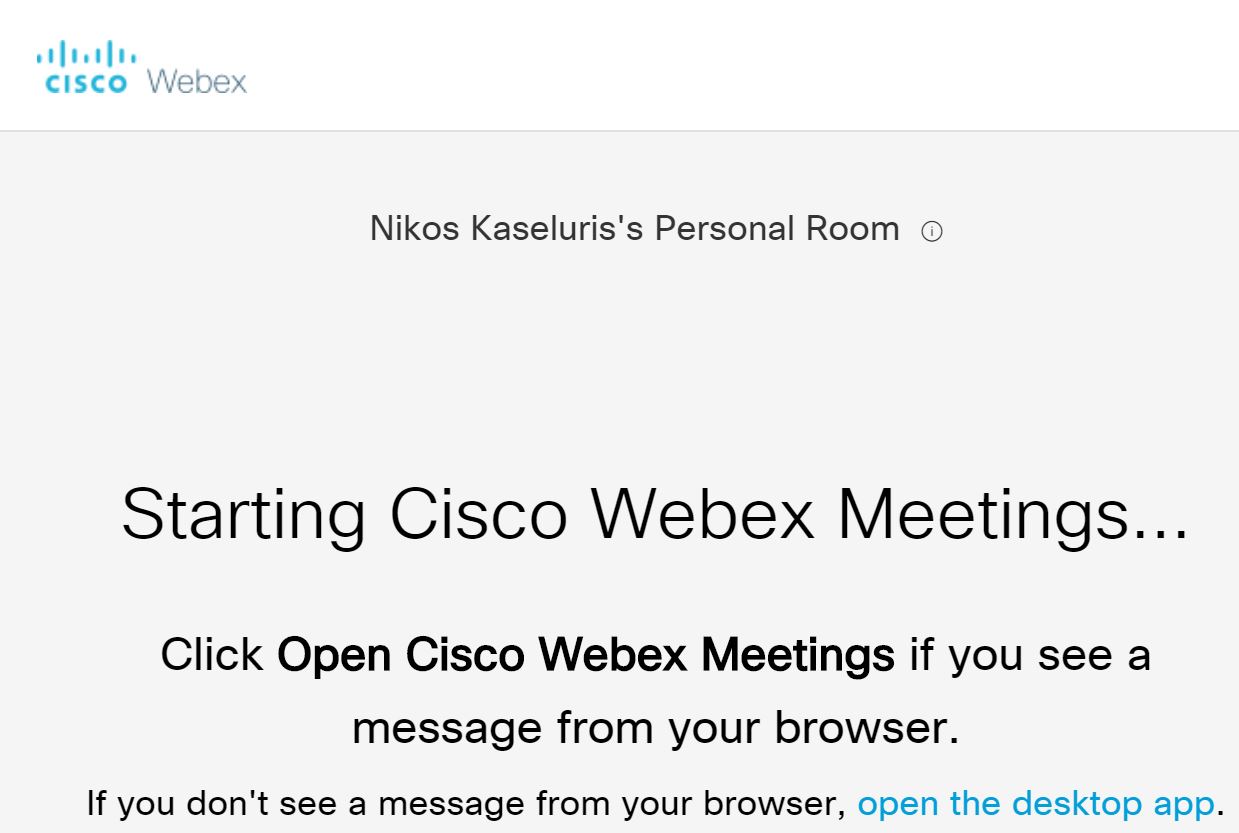 CISCO Webex
Nikos Kaseluris's Personal Room
Starting Cisco Webex Meetings...
Click Open Cisco Webex Meetings if you see a
message from your browser.
If you don't see a message from your browser, open the desktop app.